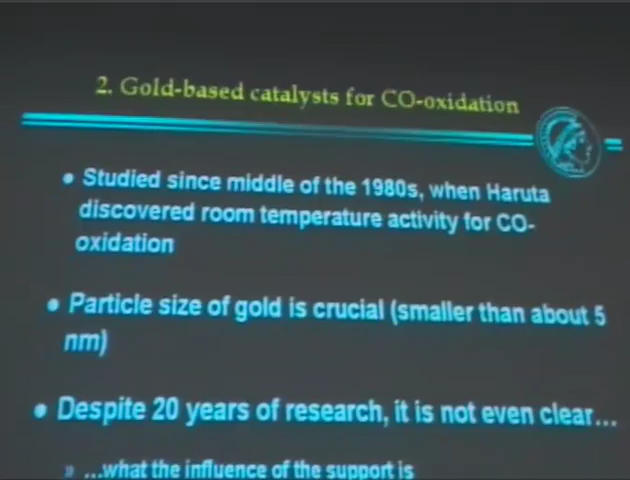 2. Gold-based catalysts for CO-oxidation
• Studied since middle of the 1980s, when Haruta
discovered room temperature activity for CO-
oxidation
• Particle size of gold is crucial (smaller than about 5
nm)
• Despite 20 years of research, it is not even clear...
» ...what the influence of the support is